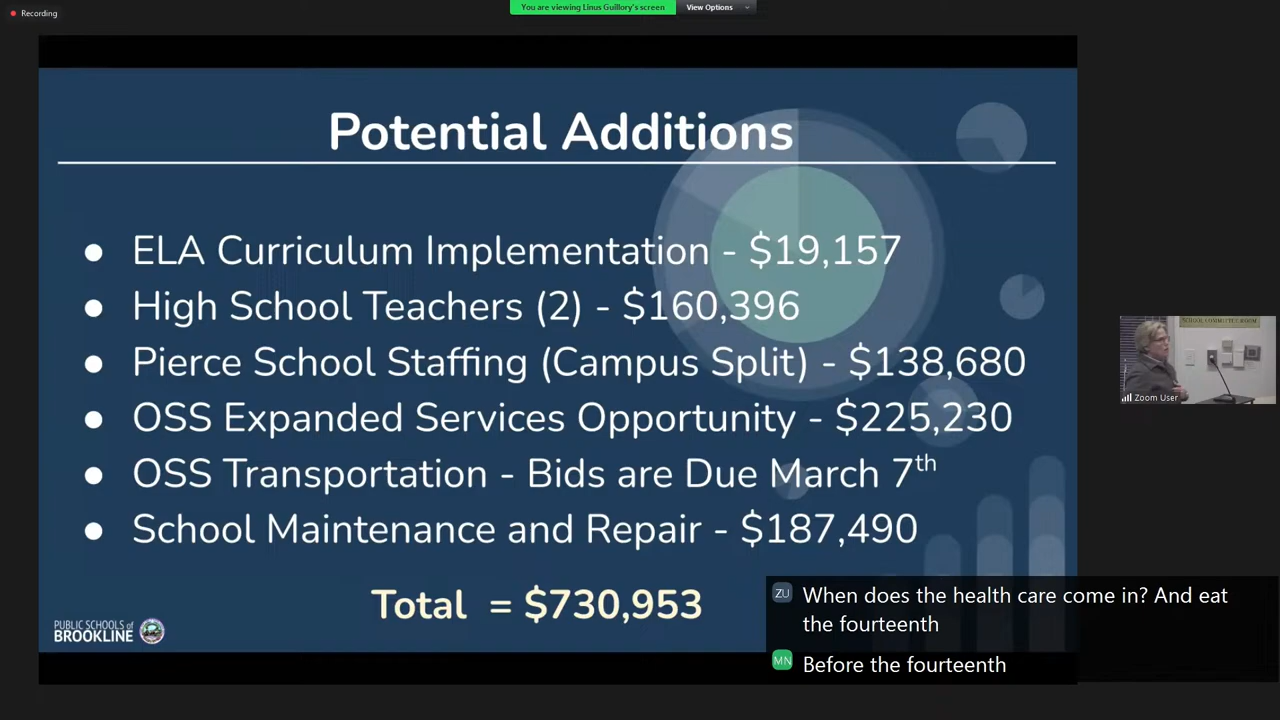 Recording
You are viewing Linus Guillory's screen
View Options
Potential Additions
● ELA Curriculum Implementation - $19,157
● High School Teachers (2) - $160,396
● Pierce School Staffing (Campus Split) - $138,680
● OSS Expanded Services Opportunity - $225,230
● OSS Transportation - Bids are Due March 7th
● School Maintenance and Repair - $187,490
Total = $730,953
PUBLIC SCHOOLS of
BROOKLINE
SCHOOL COMMITTEE ROOM
Zoom User
ZU When does the health care come in? And eat
the fourteenth
MN Before the fourteenth